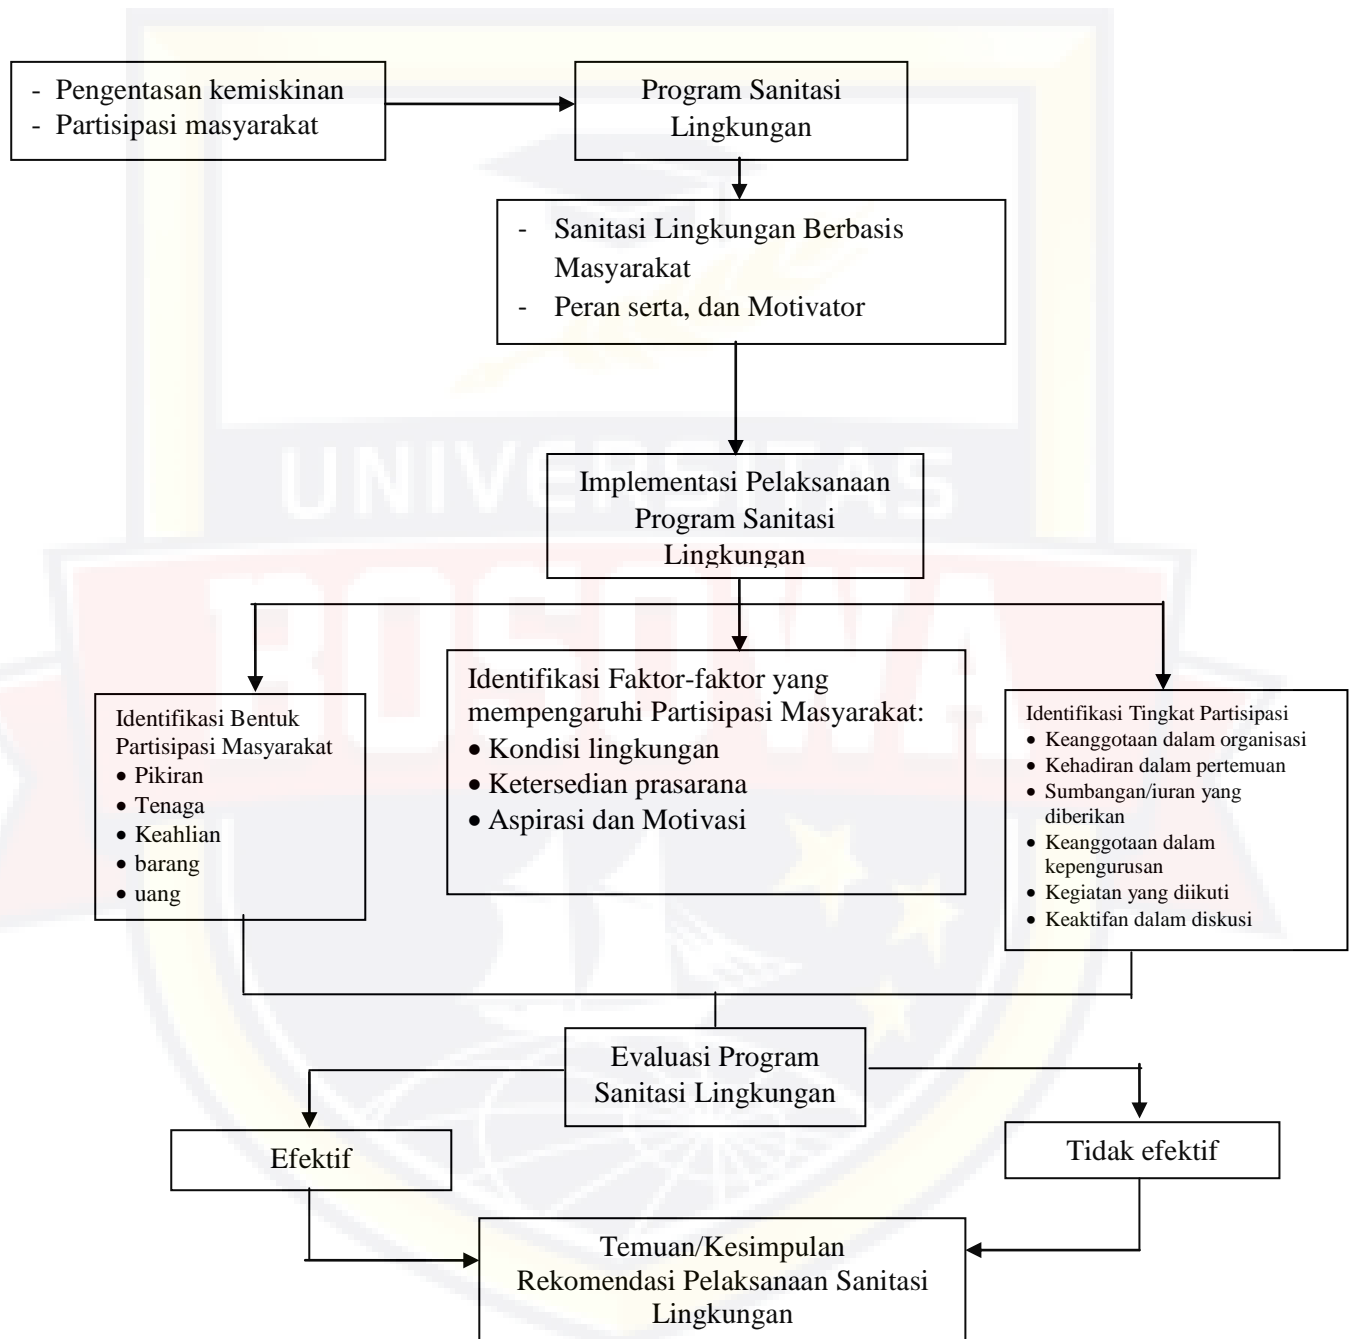 - Pengentasan kemiskinan
- Partisipasi masyarakat
Program Sanitasi
Lingkungan
- Sanitasi Lingkungan Berbasis
Masyarakat
- Peran serta, dan Motivator
UNIVERSITAS
Implementasi Pelaksanaan
Program Sanitasi
Lingkungan
BOSOWA
Identifikasi Bentuk
Partisipasi Masyarakat
• Pikiran
• Tenaga
• Keahlian
• barang
• uang
Identifikasi Faktor-faktor yang
mempengaruhi Partisipasi Masyarakat:
• Kondisi lingkungan
• Ketersedian prasarana
• Aspirasi dan Motivasi
Identifikasi Tingkat Partisipasi
• Keanggotaan dalam organisasi
• Kehadiran dalam pertemuan
• Sumbangan/iuran yang
diberikan
• Keanggotaan dalam
kepengurusan
• Kegiatan yang diikuti
• Keaktifan dalam diskusi
Evaluasi Program
Sanitasi Lingkungan
Efektif
Tidak efektif
Temuan/Kesimpulan
Rekomendasi Pelaksanaan Sanitasi
Lingkungan